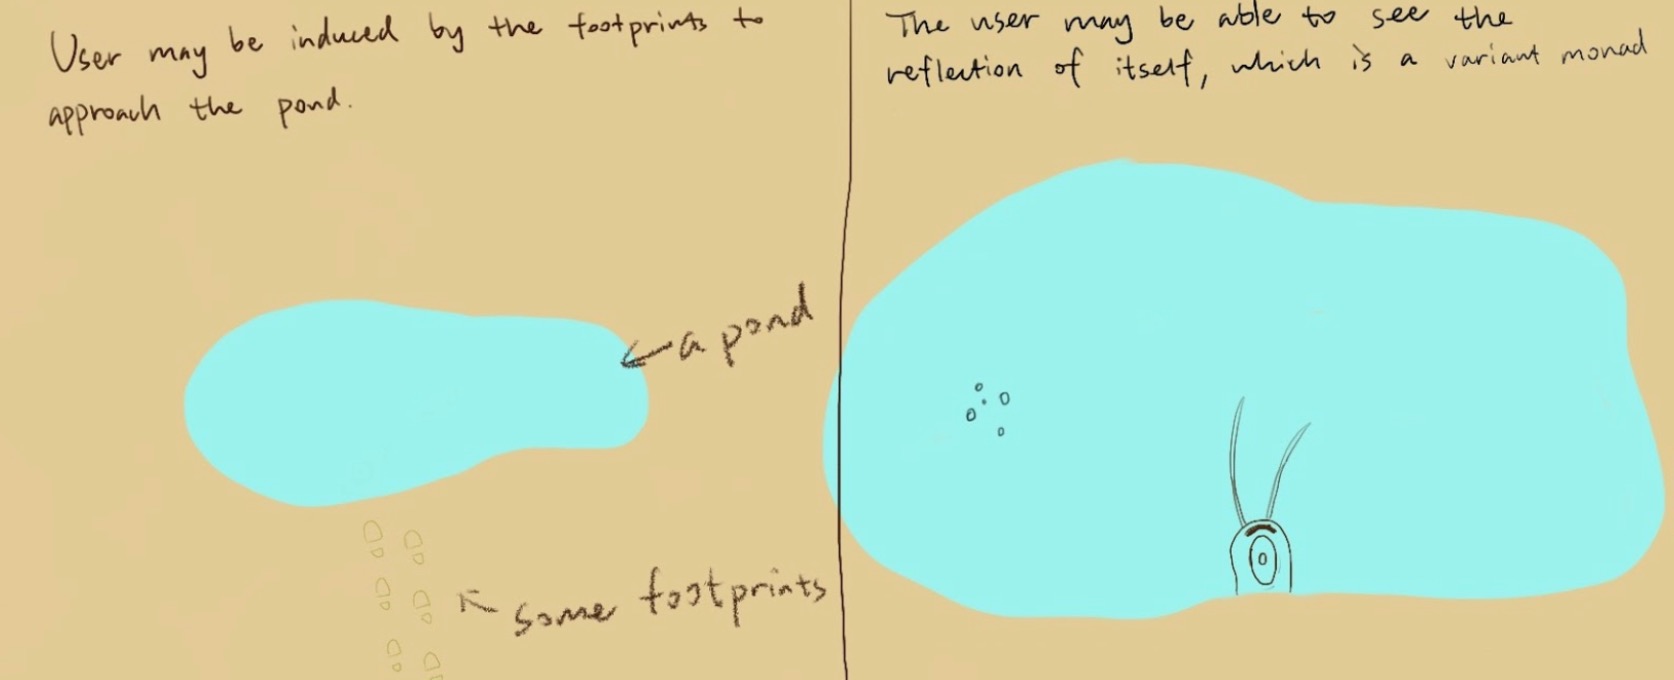 User may be induced by the footprints to
approach the pond.
a pond
some footprints
The user may be able to see the
reflection of itself, which is a variant monad